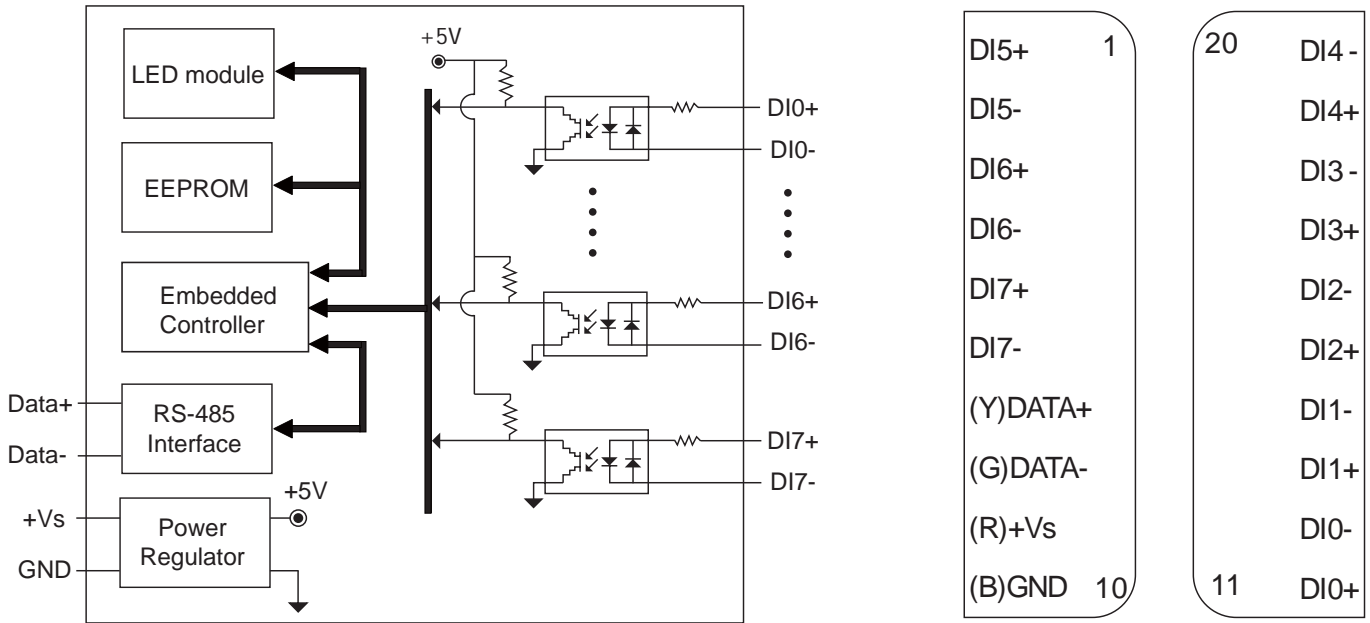 +5V
LED module
EEPROM
Embedded
Controller
RS-485
Interface
Data+
Data-
+5V
Power
Regulator
+Vs
GND
DI0+
DI0-
DI6+
DI6-
DI7+
DI7-
DI5+ 1
DI5-
DI6+
DI6-
DI7+
DI7-
(Y)DATA+
(G)DATA-
(R)+Vs
(B)GND 10
20 DI4 -
DI4+
DI3 -
DI3+
DI2-
DI2+
DI1-
DI1+
DI0-
11 DI0+